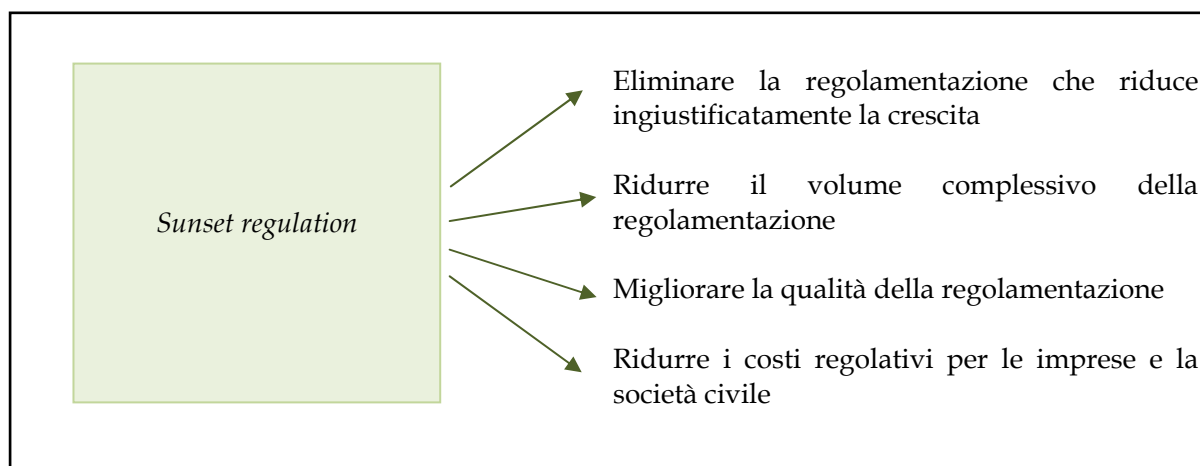 Eliminare la regolamentazione che riduce
ingiustificatamente la crescita
Ridurre il volume complessivo della
regolamentazione
Sunset regulation
Migliorare la qualità della regolamentazione
Ridurre i costi regolativi per le imprese e la
società civile